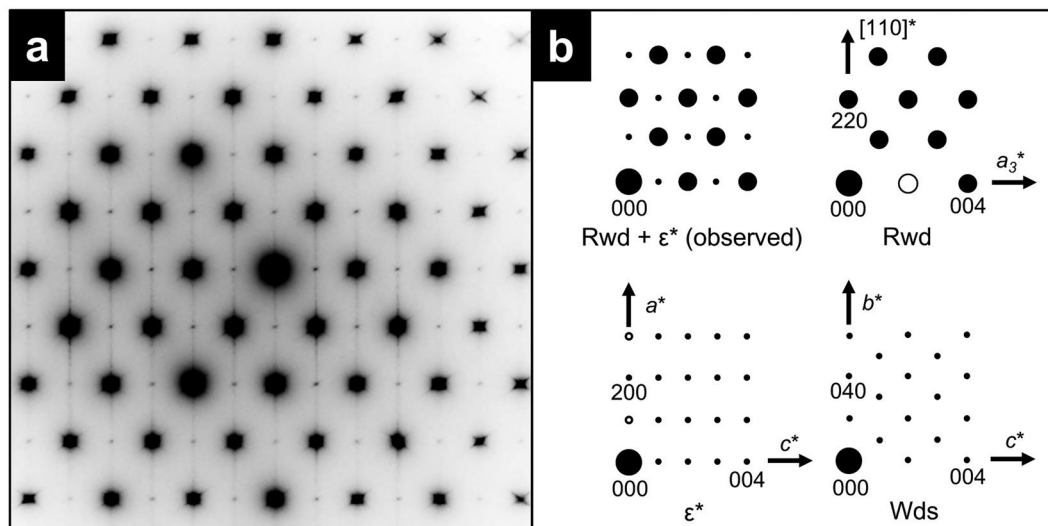 a
b
[110]*
220
a₃*
000
000
004
Rwd + ε* (observed)
Rwd
a*
b*
200
040
c*
c*
000
004
000
004
ε*
Wds